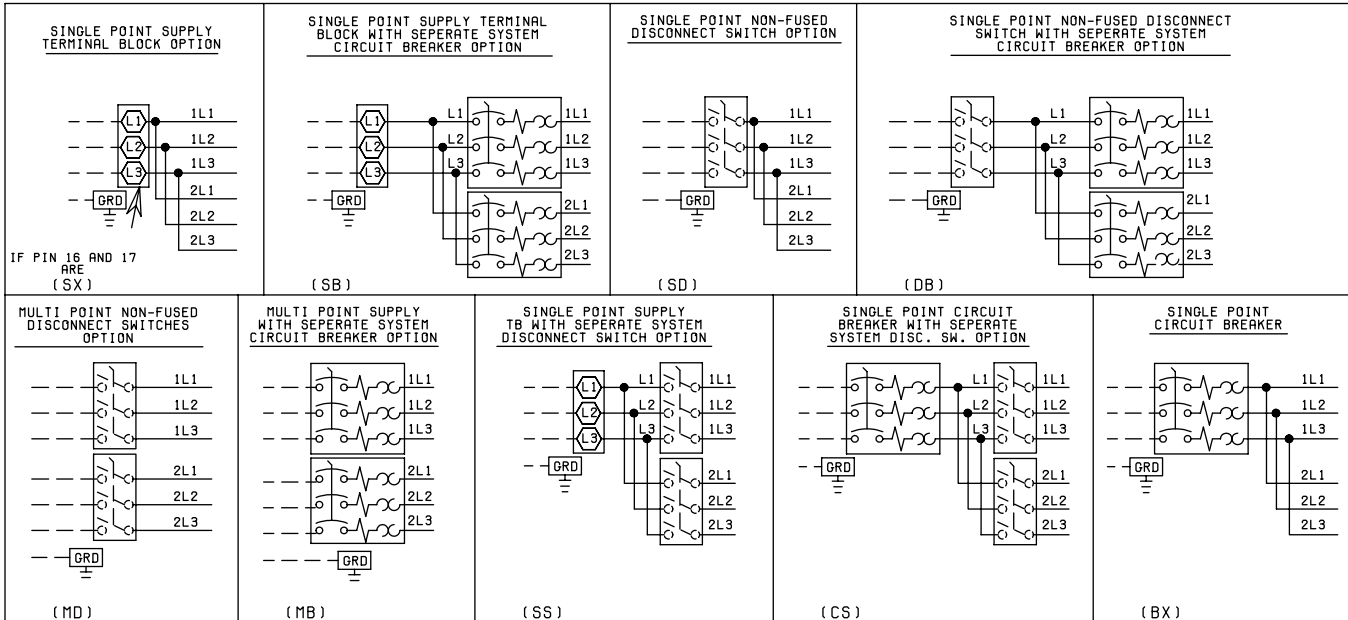 SINGLE POINT SUPPLY
TERMINAL BLOCK OPTION
L1
L2
L3
1L1
1L2
1L3
2L1
2L2
2L3
GRD
IF PIN 16 AND 17
ARE
(SX)
SINGLE POINT SUPPLY TERMINAL
BLOCK WITH SEPERATE SYSTEM
CIRCUIT BREAKER OPTION
L1
L2
L3
L1
L2
L3
1L1
1L2
1L3
GRD
2L1
2L2
2L3
(SB)
SINGLE POINT NON-FUSED
DISCONNECT SWITCH OPTION
1L1
1L2
1L3
GRD
2L1
2L2
2L3
(SD)
SINGLE POINT NON-FUSED DISCONNECT
SWITCH WITH SEPERATE SYSTEM
CIRCUIT BREAKER OPTION
L1
L2
L3
1L1
1L2
1L3
GRD
2L1
2L2
2L3
(DB)
MULTI POINT NON-FUSED
DISCONNECT SWITCHES
OPTION
1L1
1L2
1L3
2L1
2L2
2L3
GRD
(MD)
MULTI POINT SUPPLY
WITH SEPERATE SYSTEM
CIRCUIT BREAKER OPTION
1L1
1L2
1L3
2L1
2L2
2L3
GRD
(MB)
SINGLE POINT SUPPLY
TB WITH SEPERATE SYSTEM
DISCONNECT SWITCH OPTION
L1
L2
L3
L1
L2
L3
1L1
1L2
1L3
GRD
2L1
2L2
2L3
(SS)
SINGLE POINT CIRCUIT
BREAKER WITH SEPERATE
SYSTEM DISC. SW. OPTION
L1
L2
L3
1L1
1L2
1L3
GRD
2L1
2L2
2L3
(CS)
SINGLE POINT
CIRCUIT BREAKER
1L1
1L2
1L3
GRD
2L1
2L2
2L3
(BX)